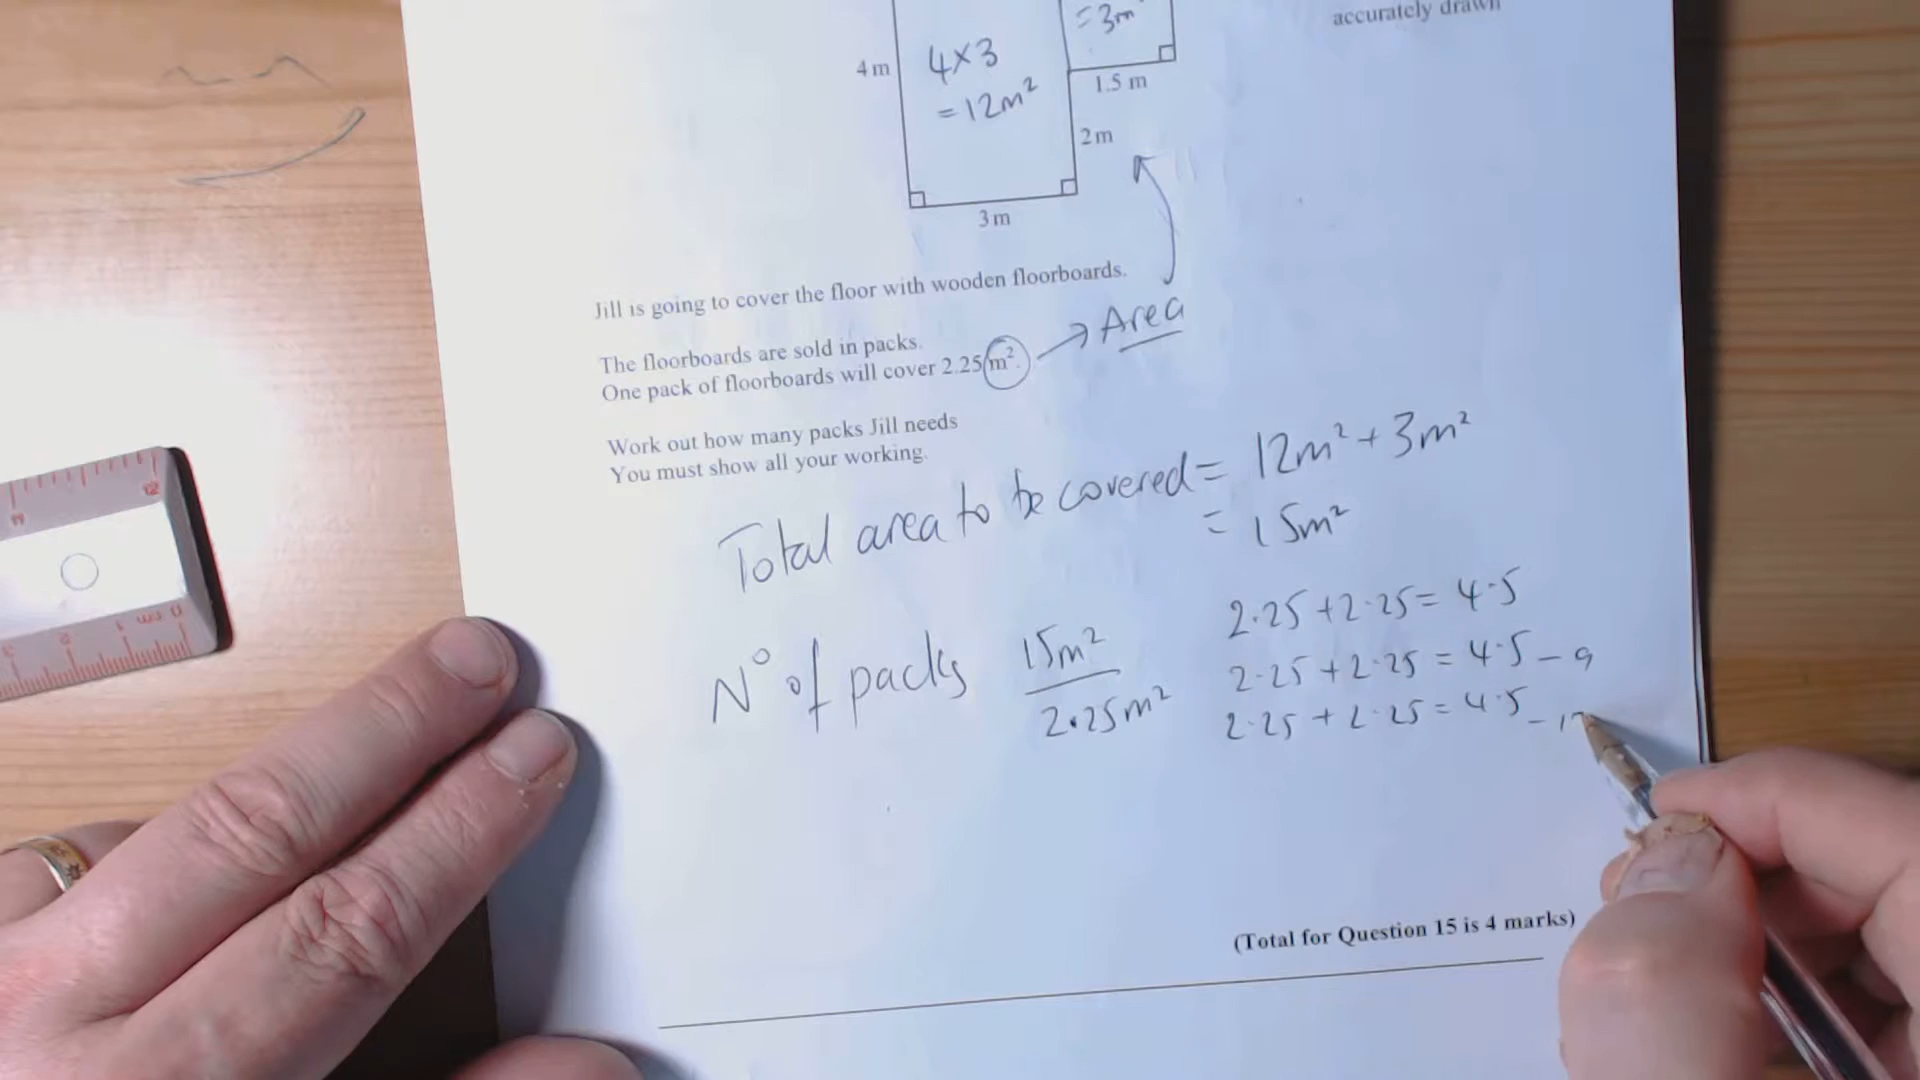 = 3m
accurately drawn
4 m
4×3
= 12m²
1.5 m
2 m
3 m
Jill is going to cover the floor with wooden floorboards.
Area
The floorboards are sold in packs.
One pack of floorboards will cover 2.25 m².
Work out how many packs Jill needs
You must show all your working.
Total area to be covered = 12m² + 3m²
= 15m²
2.25 + 2.25 = 4.5
2.25 + 2.25 = 4.5 - 9
2.25 + 2.25 = 4.5 -
N° of packs 15m²
2.25m²
(Total for Question 15 is 4 marks)